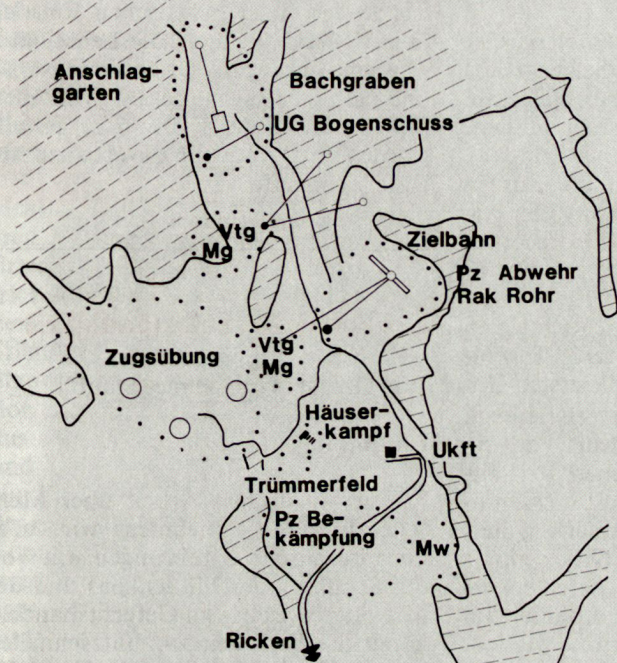 Anschlag-
garten
Bachgraben
UG Bogenschuss
Vtg
Mg
Zielbahn
Pz Abwehr
Rak Rohr
Zugsübung
Vtg
Mg
Häuser-
kampf
Ukft
Trümmerfeld
Pz Be-
kämpfung
Mw
Ricken